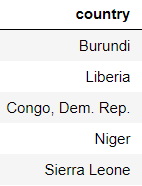 country
Burundi
Liberia
Congo, Dem. Rep.
Niger
Sierra Leone